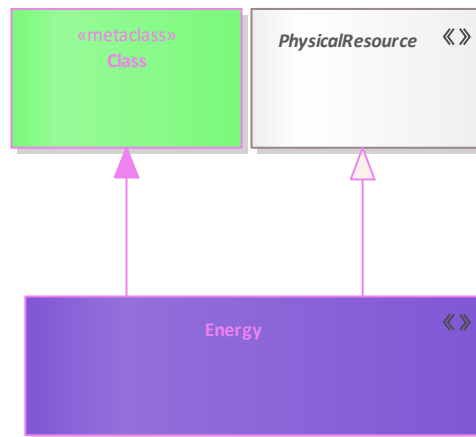 «metaclass»
Class
PhysicalResource
«»
Energy
«»